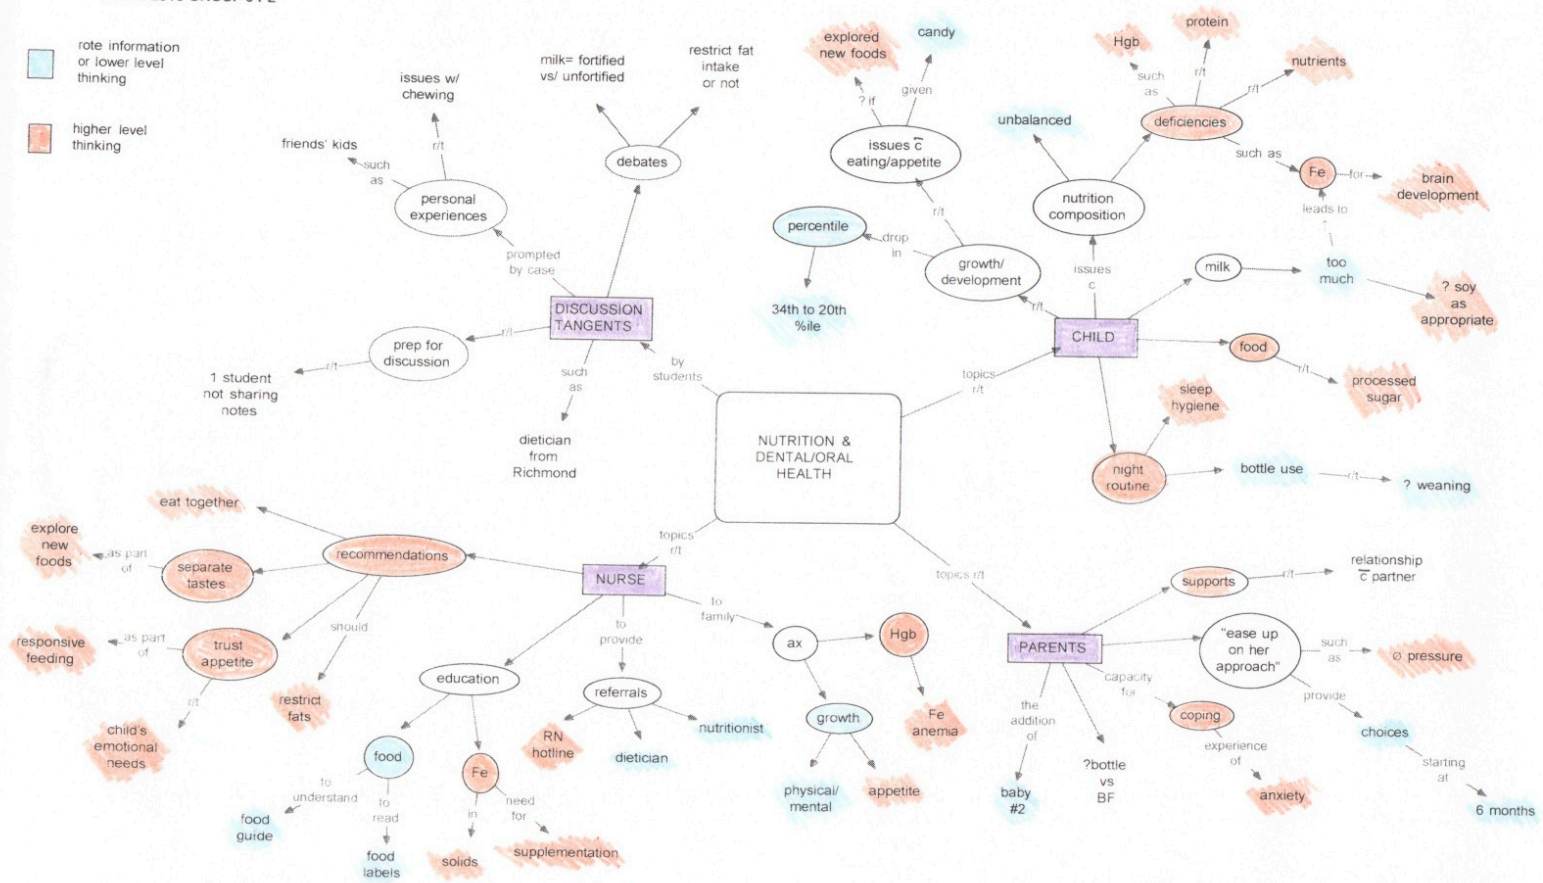 rote information
or lower level
thinking
higher level
thinking
friends' kids
such
as
issues w/
chewing
r/t
personal
experiences
prompted
by case
milk= fortified
vs/ unfortified
restrict fat
intake
or not
debates
DISCUSSION
TANGENTS
r/t
prep for
discussion
r/t
1 student
not sharing
notes
such
as
dietician
from
Richmond
by
students
NUTRITION &
DENTAL/ORAL
HEALTH
topics
r/t
CHILD
r/t
growth/
development
drop
in
percentile
34th to 20th
%ile
r/t
issues c̅
eating/appetite
? if
explored
new foods
given
candy
issues
c
nutrition
composition
unbalanced
deficiencies
such
as
Hgb
r/t
protein
r/t
nutrients
such as
Fe
for
brain
development
leads to
milk
too
much
? soy
as
appropriate
food
r/t
processed
sugar
night
routine
sleep
hygiene
bottle use
r/t
? weaning
topics
r/t
NURSE
recommendations
eat together
separate
tastes
as part
of
explore
new
foods
trust
appetite
as part
of
responsive
feeding
r/t
child's
emotional
needs
should
restrict
fats
education
food
to
understand
food
guide
to
read
food
labels
Fe
in
solids
need
for
supplementation
to
provide
referrals
RN
hotline
dietician
nutritionist
to
family
ax
Hgb
Fe
anemia
growth
physical/
mental
appetite
topics r/t
PARENTS
supports
r/t
relationship
c̅ partner
"ease up
on her
approach"
such
as
∅ pressure
provide
choices
starting
at
6 months
capacity
for
coping
experience
of
anxiety
the
addition
of
baby
#2
?bottle
vs
BF